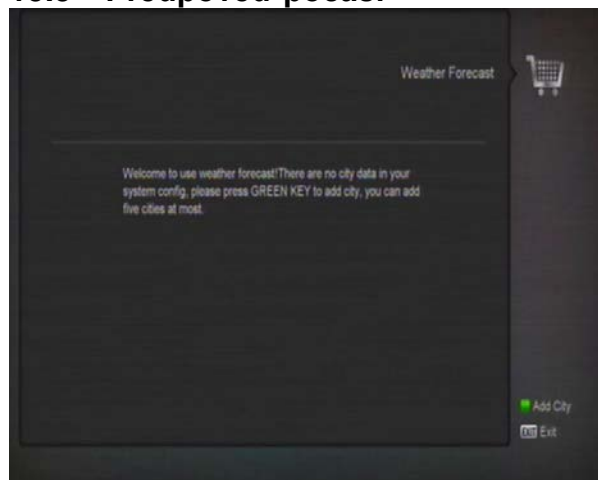 Weather Forecast
Welcome to use weather forecast!There are no city data in your
system config, please press GREEN KEY to add city, you can add
five cities at most.
Add City
EXIT Exit